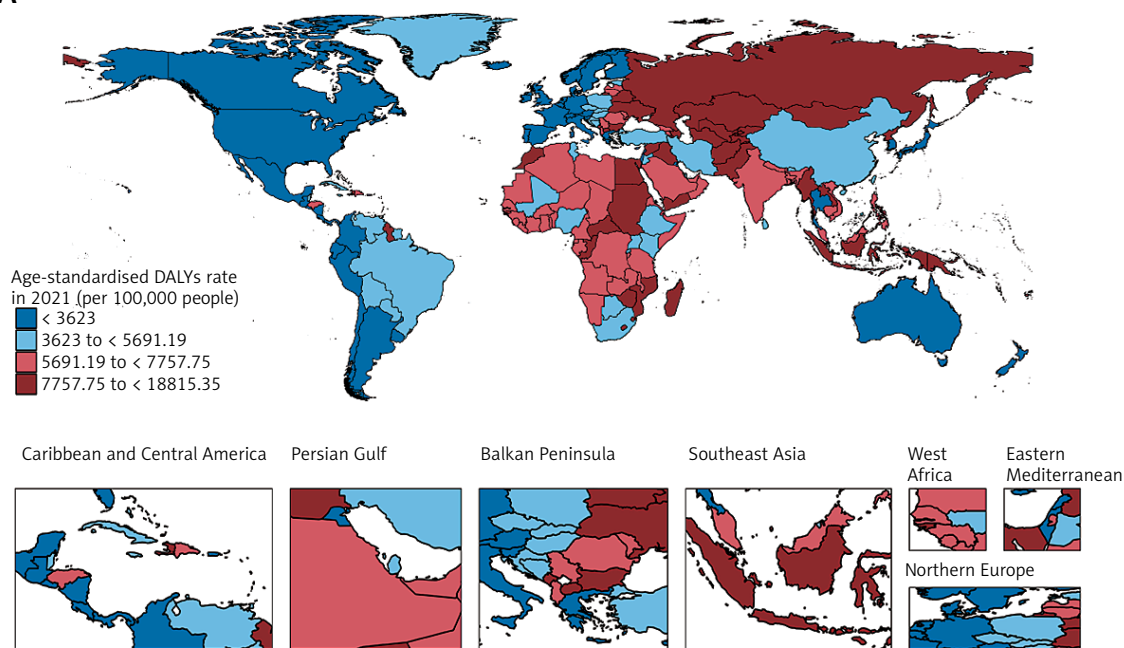 Age-standardised DALYs rate
in 2021 (per 100,000 people)
< 3623
3623 to < 5691.19
5691.19 to < 7757.75
7757.75 to < 18815.35
Caribbean and Central America
Persian Gulf
Balkan Peninsula
Southeast Asia
West
Africa
Eastern
Mediterranean
Northern Europe